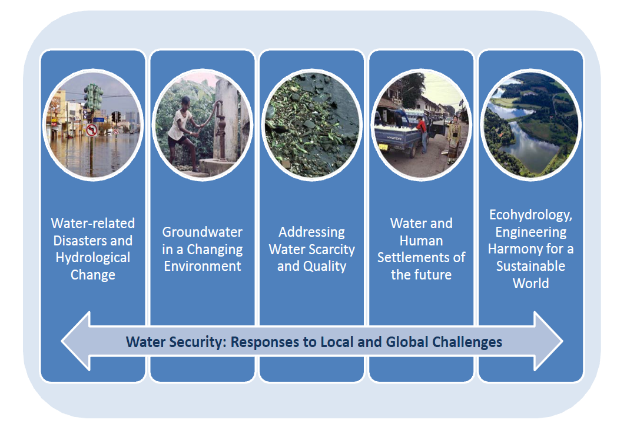 Water-related
Disasters and
Hydrological
Change
Groundwater
in a Changing
Environment
Addressing
Water Scarcity
and Quality
Water and
Human
Settlements of
the future
Ecohydrology,
Engineering
Harmony for a
Sustainable
World
Water Security: Responses to Local and Global Challenges